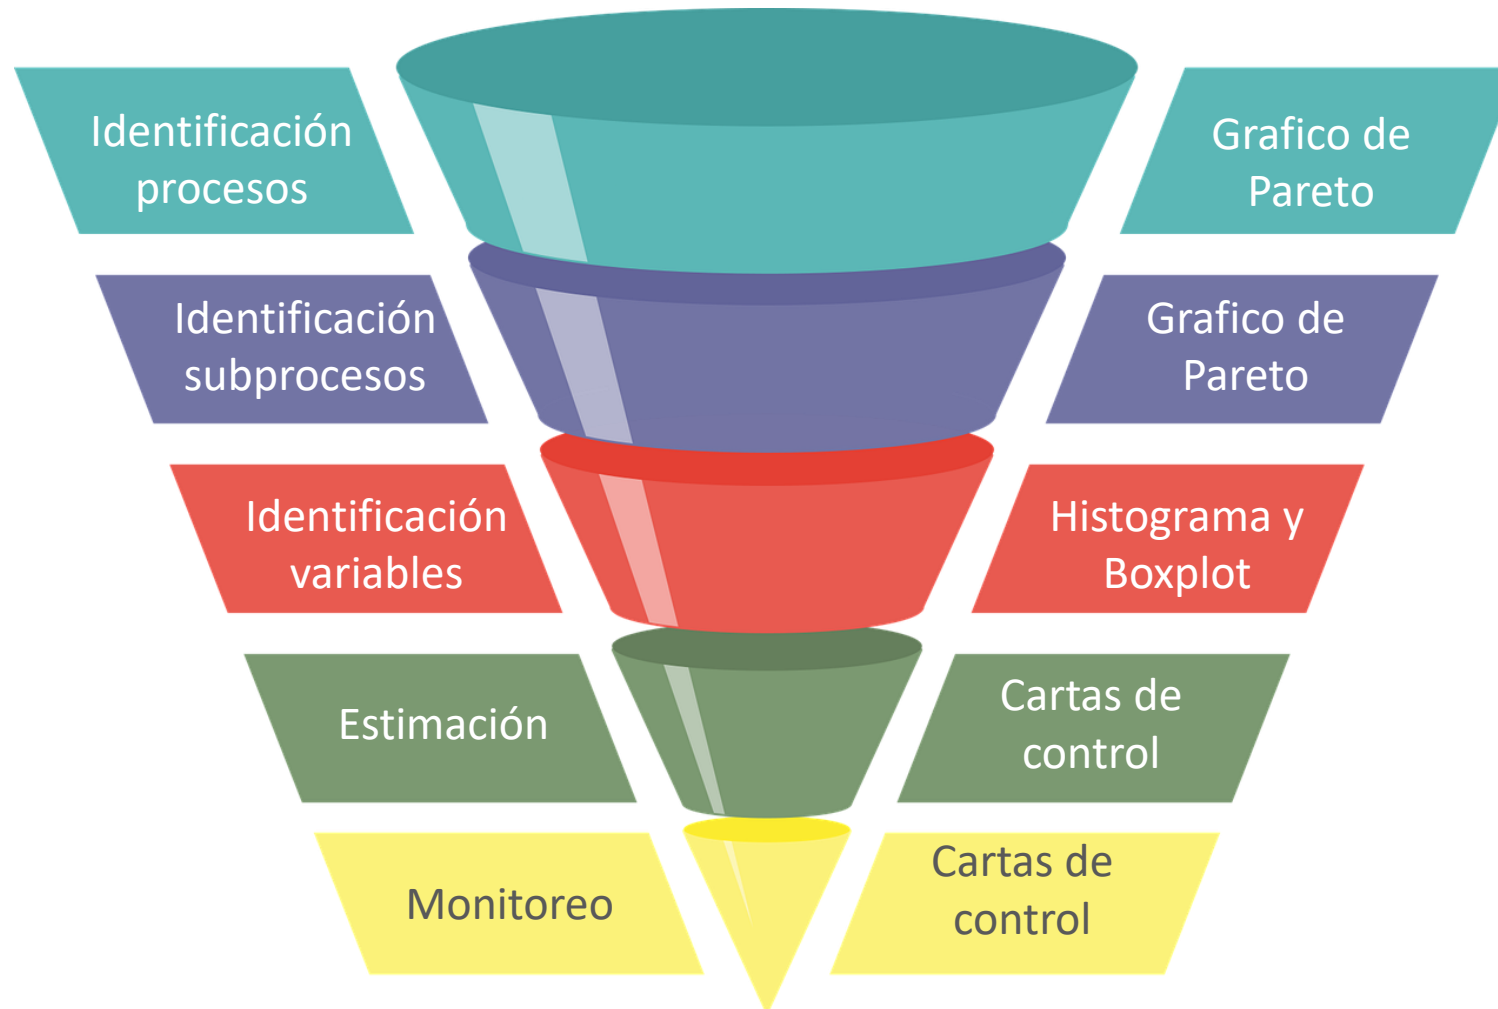 Identificación
procesos
Grafico de
Pareto
Identificación
subprocesos
Grafico de
Pareto
Identificación
variables
Histograma y
Boxplot
Estimación
Cartas de
control
Monitoreo
Cartas de
control